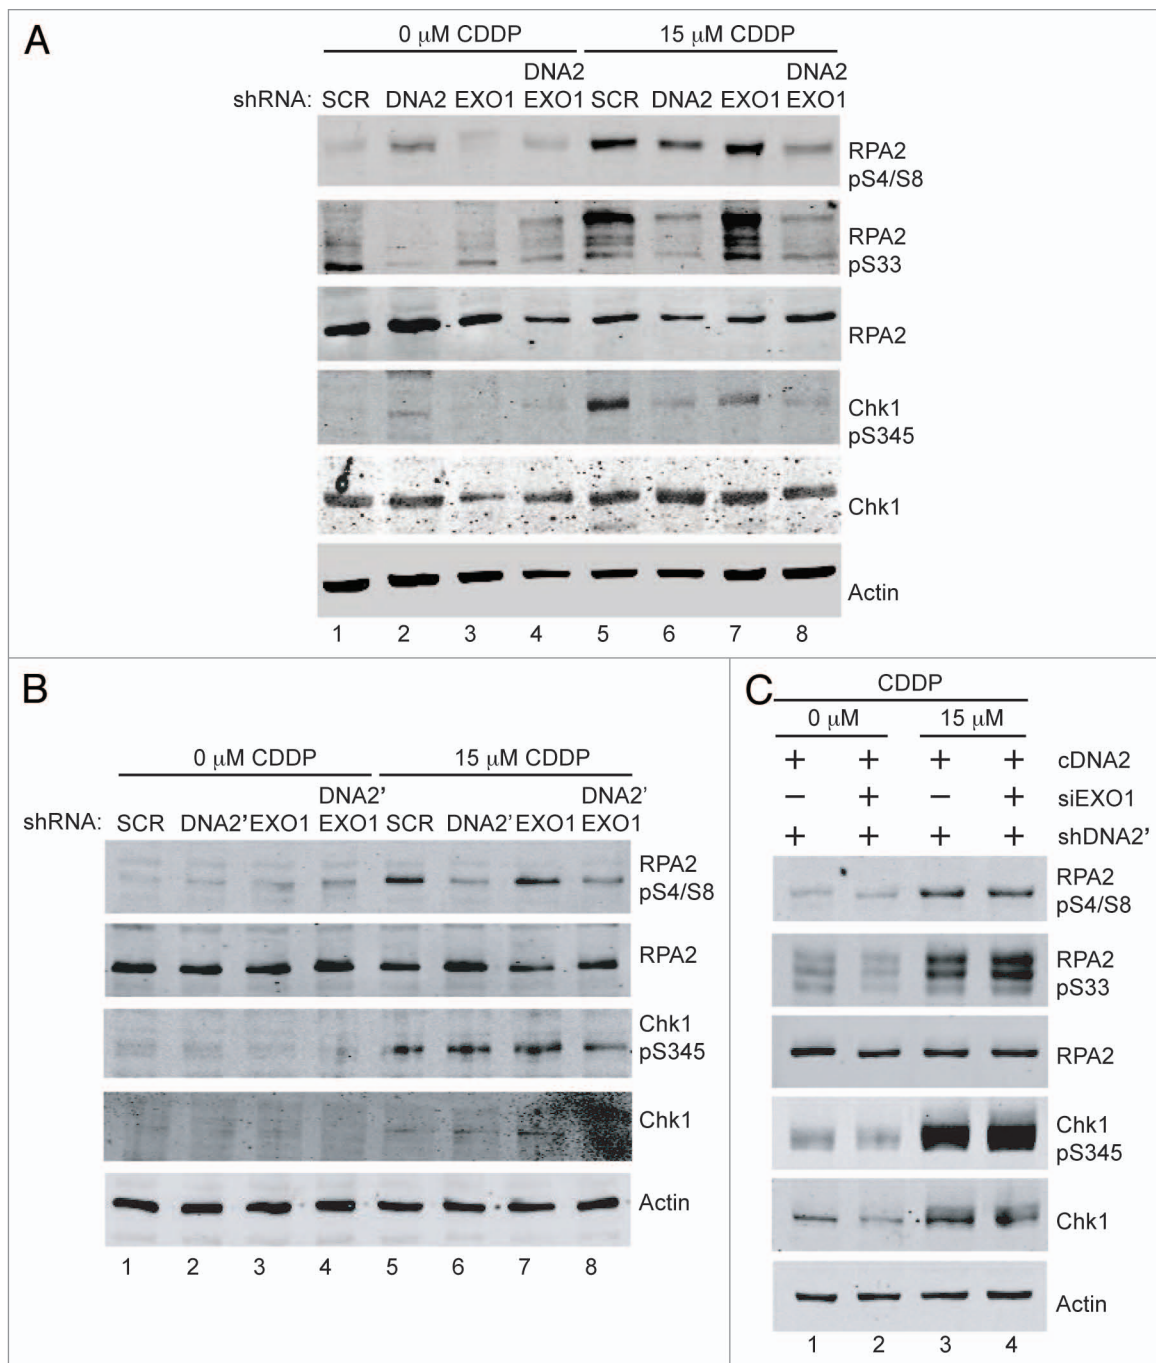 A
0 μM CDDP 15 μM CDDP
DNA2 DNA2
shRNA: SCR DNA2 EXO1 EXO1 SCR DNA2 EXO1 EXO1
RPA2
pS4/S8
RPA2
pS33
RPA2
Chk1
pS345
Chk1
Actin
1 2 3 4 5 6 7 8
B
0 μM CDDP 15 μM CDDP
DNA2' DNA2'
shRNA: SCR DNA2' EXO1 EXO1 SCR DNA2' EXO1 EXO1
RPA2
pS4/S8
RPA2
Chk1
pS345
Chk1
Actin
1 2 3 4 5 6 7 8
C
CDDP
0 μM 15 μM
+ + + + cDNA2
− + − + siEXO1
+ + + + shDNA2'
RPA2
pS4/S8
RPA2
pS33
RPA2
Chk1
pS345
Chk1
Actin
1 2 3 4